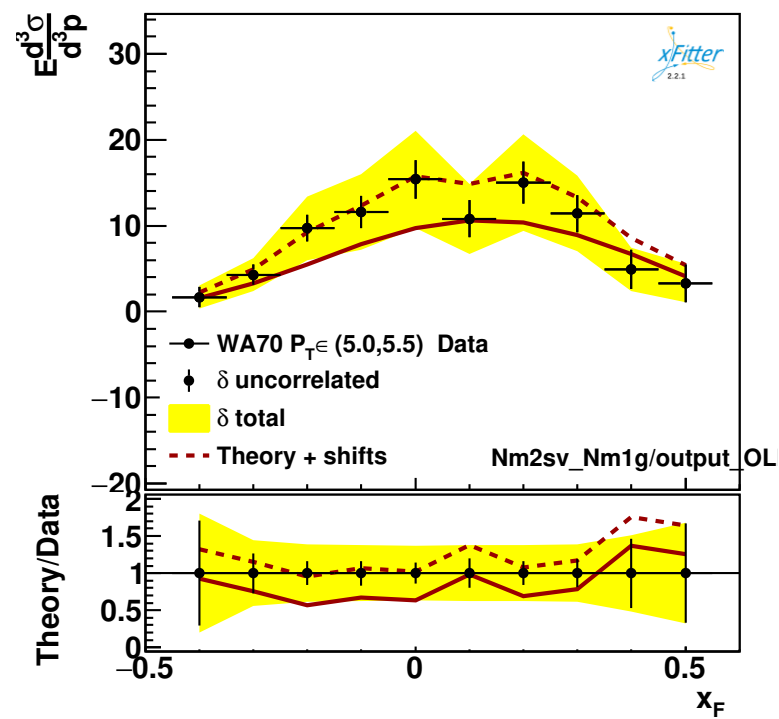 E d³σ/d³p
30
20
10
0
−10
−20
xFitter
2.2.1
WA70 P_T∈ (5.0,5.5) Data
δ uncorrelated
δ total
Theory + shifts
Nm2sv_Nm1g/output_OL
Theory/Data
2
1.5
1
0.5
0
−0.5 0 0.5
x_F